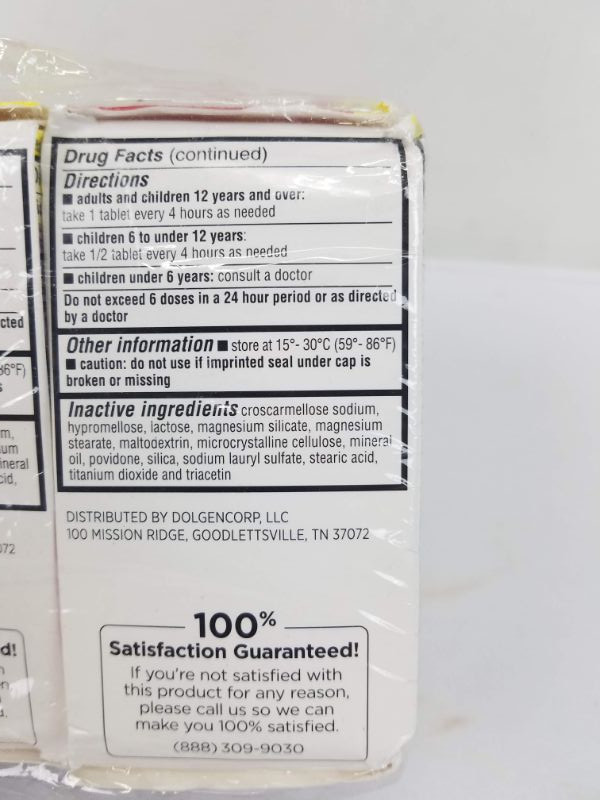 Drug Facts (continued)
Directions
■ adults and children 12 years and over:
take 1 tablet every 4 hours as needed
■ children 6 to under 12 years:
take 1/2 tablet every 4 hours as needed
■ children under 6 years: consult a doctor
Do not exceed 6 doses in a 24 hour period or as directed
by a doctor
Other information ■ store at 15°- 30°C (59°- 86°F)
■ caution: do not use if imprinted seal under cap is
broken or missing
Inactive ingredients croscarmellose sodium,
hypromellose, lactose, magnesium silicate, magnesium
stearate, maltodextrin, microcrystalline cellulose, mineral
oil, povidone, silica, sodium lauryl sulfate, stearic acid,
titanium dioxide and triacetin
DISTRIBUTED BY DOLGENCORP, LLC
100 MISSION RIDGE, GOODLETTSVILLE, TN 37072
100%
Satisfaction Guaranteed!
If you're not satisfied with
this product for any reason,
please call us so we can
make you 100% satisfied.
(888) 309-9030